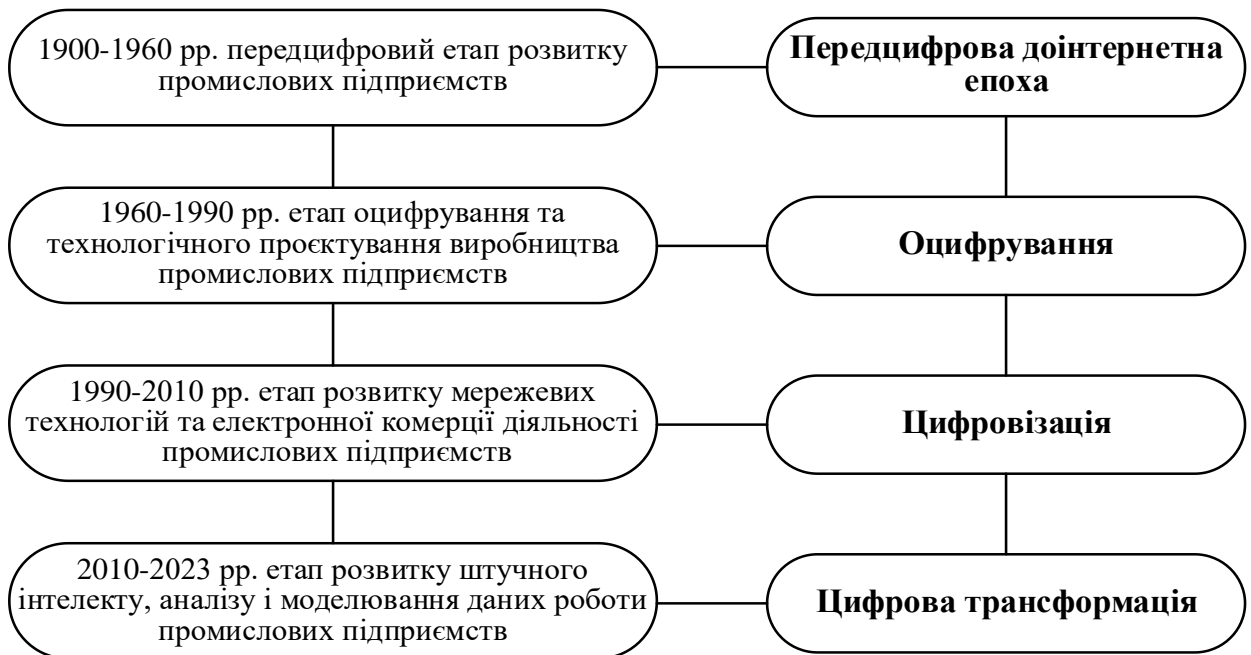 1900-1960 рр. передцифровий етап розвитку
промислових підприємств
Передцифрова доінтернетна
епоха
1960-1990 рр. етап оцифрування та
технологічного проєктування виробництва
промислових підприємств
Оцифрування
1990-2010 рр. етап розвитку мережевих
технологій та електронної комерції діяльності
промислових підприємств
Цифровізація
2010-2023 рр. етап розвитку штучного
інтелекту, аналізу і моделювання даних роботи
промислових підприємств
Цифрова трансформація